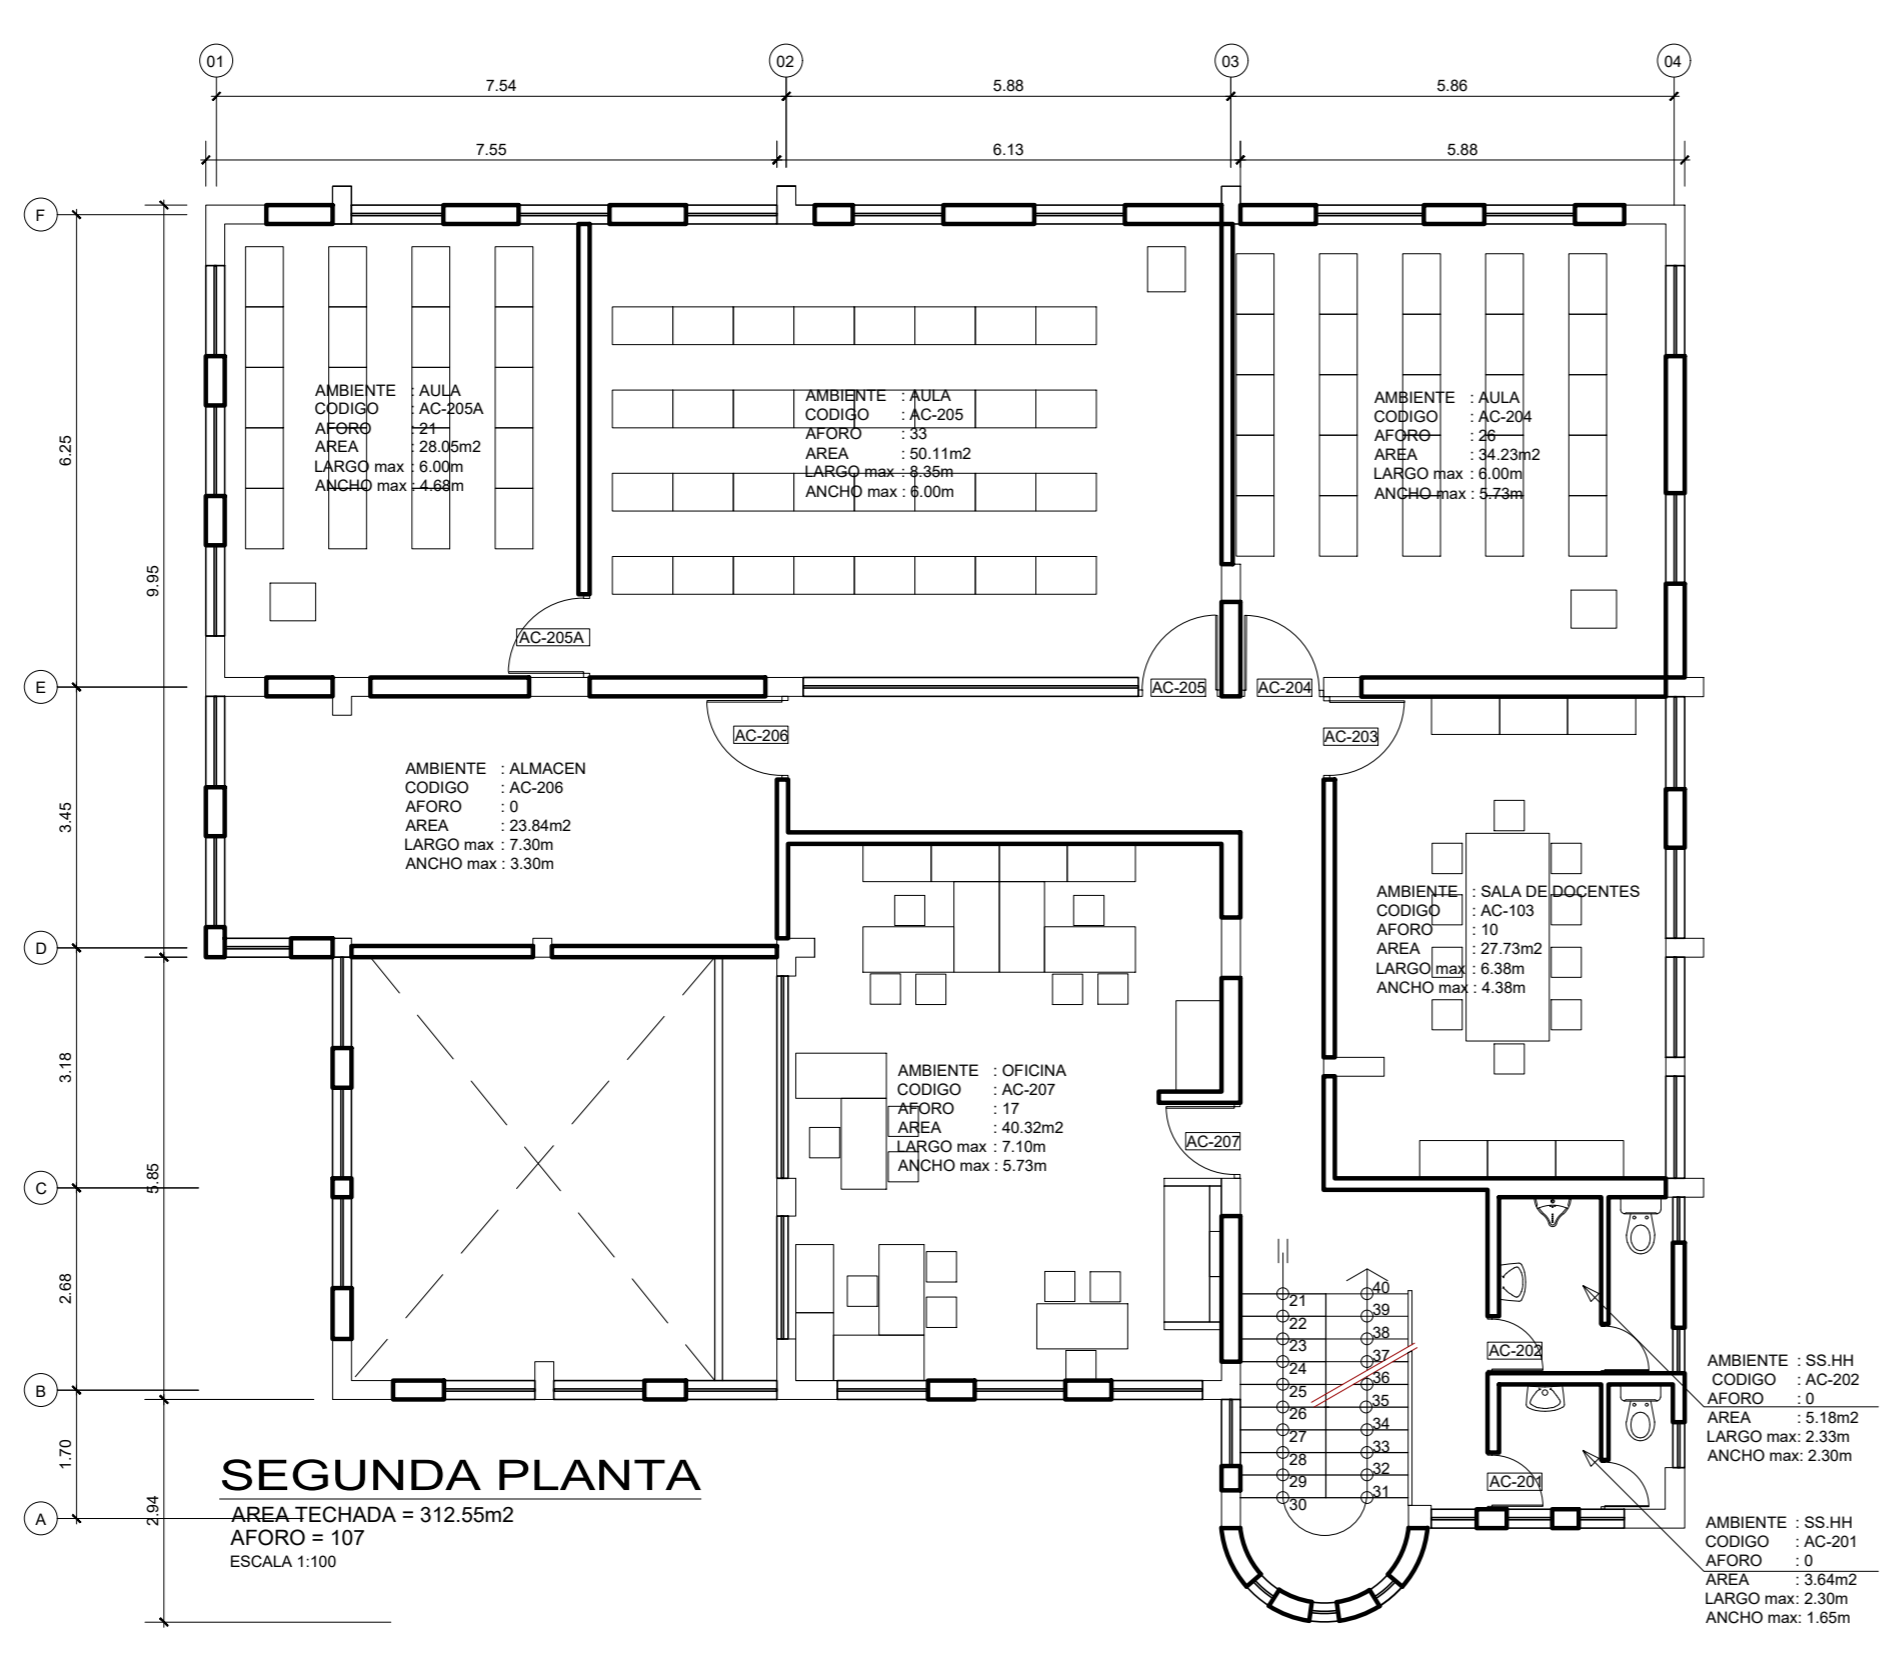 01 02 03 04
7.54 5.88 5.86
7.55 6.13 5.88
F
E
D
C
B
A
6.25
3.45
3.18
2.68
1.70
9.95
5.85
2.94
AMBIENTE : AULA
CODIGO : AC-205A
AFORO : 21
AREA : 28.05m2
LARGO max : 6.00m
ANCHO max : 4.68m
AMBIENTE : AULA
CODIGO : AC-205
AFORO : 33
AREA : 50.11m2
LARGO max : 8.35m
ANCHO max : 6.00m
AMBIENTE : AULA
CODIGO : AC-204
AFORO : 26
AREA : 34.23m2
LARGO max : 6.00m
ANCHO max : 5.73m
AC-205A
AC-205
AC-204
AC-206
AC-203
AMBIENTE : ALMACEN
CODIGO : AC-206
AFORO : 0
AREA : 23.84m2
LARGO max : 7.30m
ANCHO max : 3.30m
AMBIENTE : SALA DE DOCENTES
CODIGO : AC-103
AFORO : 10
AREA : 27.73m2
LARGO max : 6.38m
ANCHO max : 4.38m
AMBIENTE : OFICINA
CODIGO : AC-207
AFORO : 17
AREA : 40.32m2
LARGO max : 7.10m
ANCHO max : 5.73m
AC-207
21 40
22 39
23 38
24 37
25 36
26 35
27 34
28 33
29 32
30 31
AC-202
AC-201
AMBIENTE : SS.HH
CODIGO : AC-202
AFORO : 0
AREA : 5.18m2
LARGO max: 2.33m
ANCHO max: 2.30m
AMBIENTE : SS.HH
CODIGO : AC-201
AFORO : 0
AREA : 3.64m2
LARGO max: 2.30m
ANCHO max: 1.65m
SEGUNDA PLANTA
AREA TECHADA = 312.55m2
AFORO = 107
ESCALA 1:100